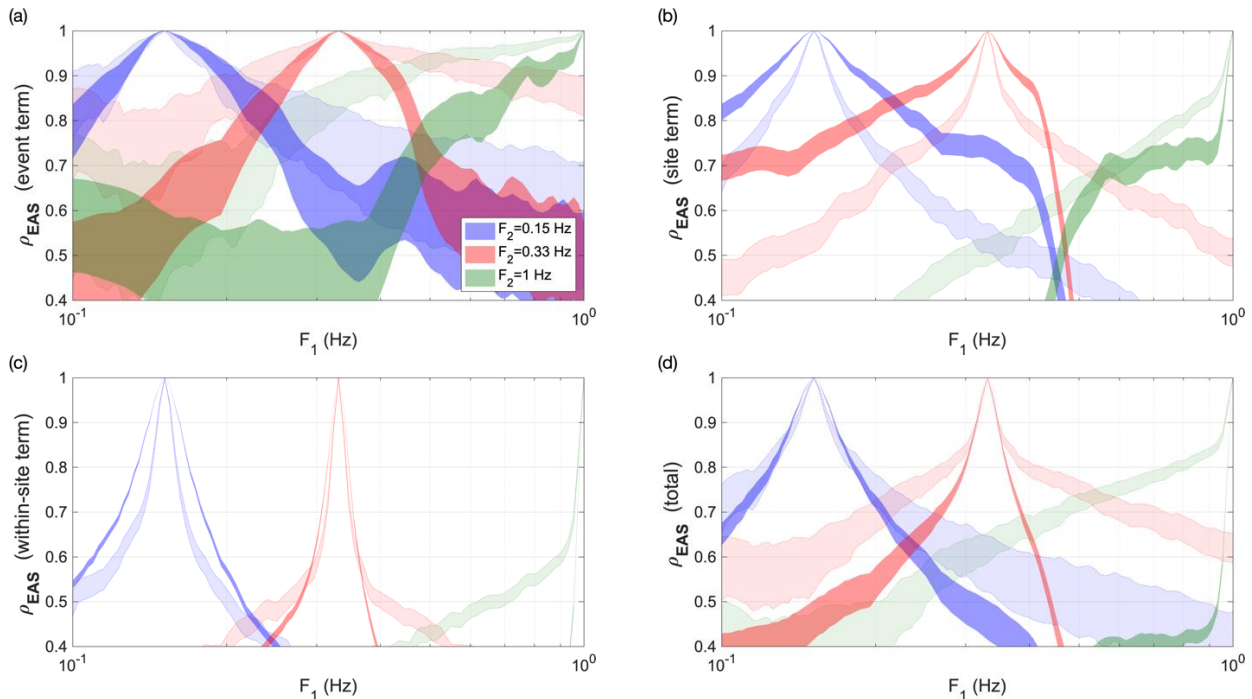 (a)
1
0.9
0.8
0.7
0.6
0.5
0.4
ρEAS (event term)
10⁻¹
10⁰
F₁ (Hz)
F₂=0.15 Hz
F₂=0.33 Hz
F₂=1 Hz
(b)
1
0.9
0.8
0.7
0.6
0.5
0.4
ρEAS (site term)
10⁻¹
10⁰
F₁ (Hz)
(c)
1
0.9
0.8
0.7
0.6
0.5
0.4
ρEAS (within-site term)
10⁻¹
10⁰
F₁ (Hz)
(d)
1
0.9
0.8
0.7
0.6
0.5
0.4
ρEAS (total)
10⁻¹
10⁰
F₁ (Hz)